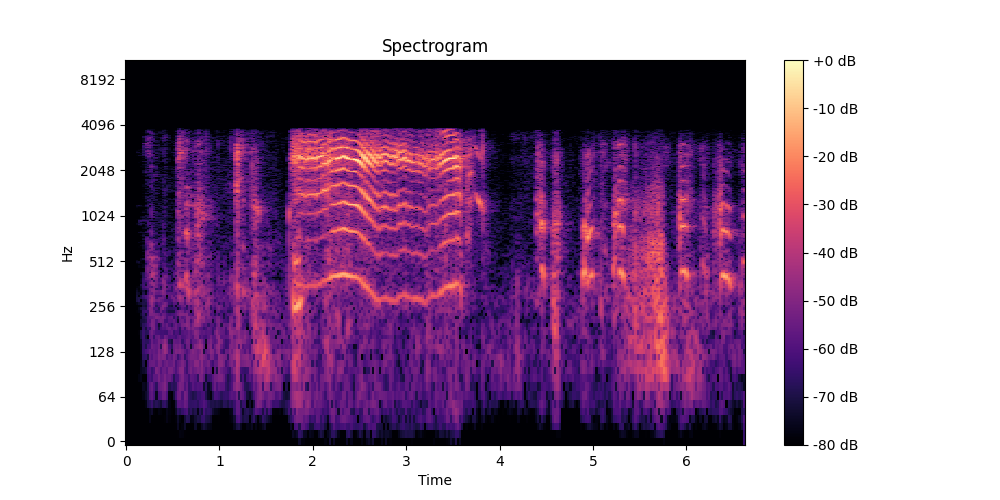 Spectrogram
8192
4096
2048
1024
512
256
128
64
0
Hz
0 1 2 3 4 5 6
Time
+0 dB
-10 dB
-20 dB
-30 dB
-40 dB
-50 dB
-60 dB
-70 dB
-80 dB